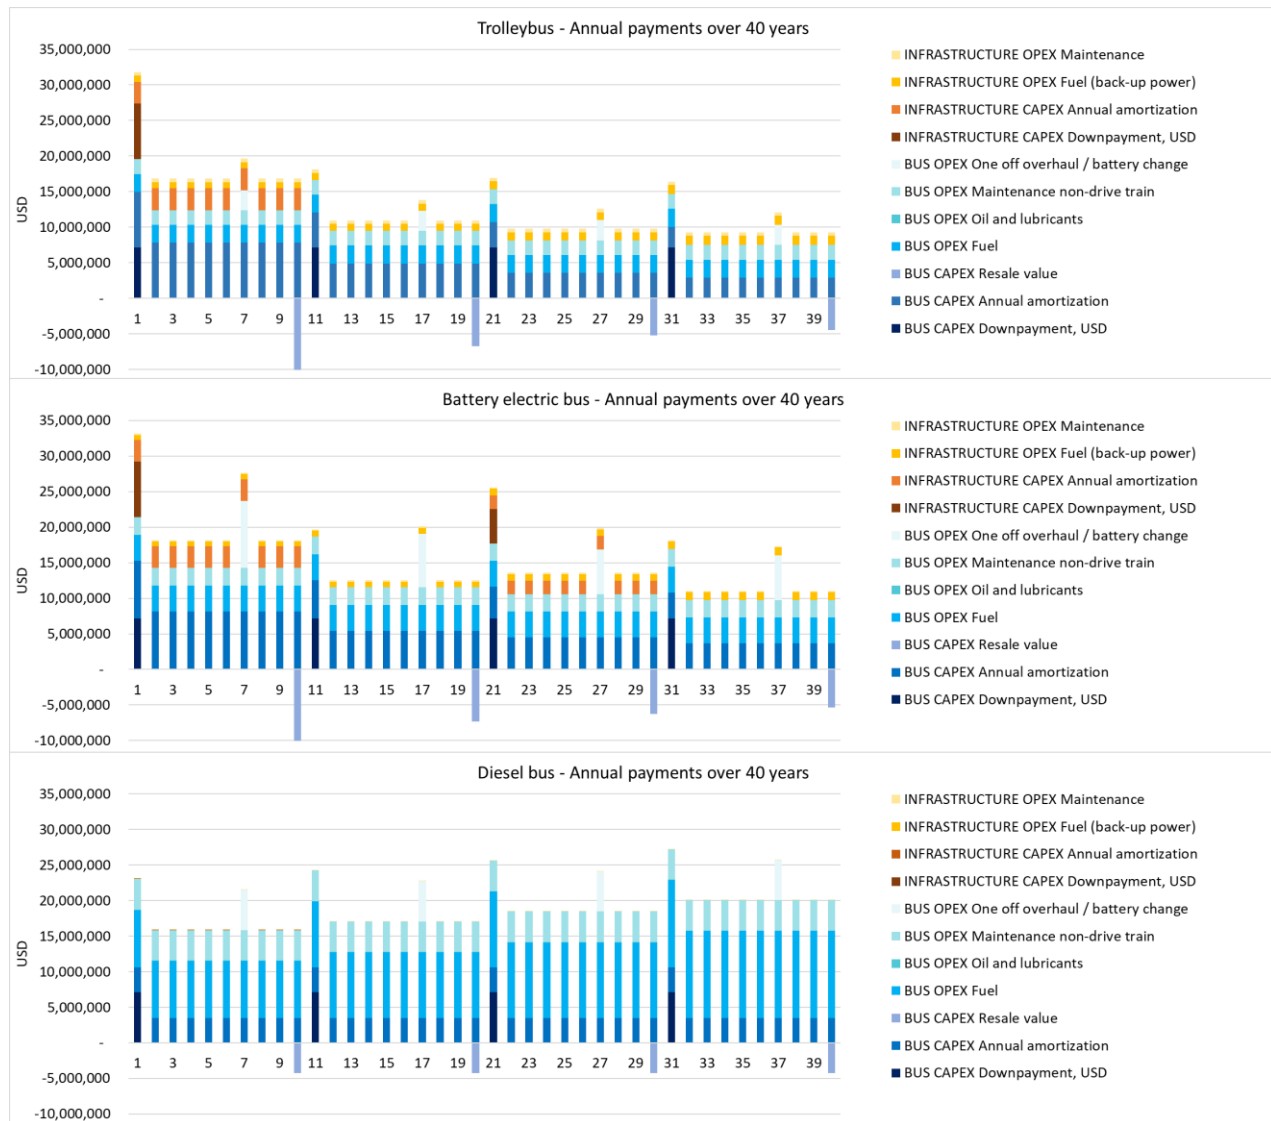 Trolleybus - Annual payments over 40 years
35,000,000
30,000,000
25,000,000
20,000,000
15,000,000
10,000,000
5,000,000
-
-5,000,000
-10,000,000
USD
1 3 5 7 9 11 13 15 17 19 21 23 25 27 29 31 33 35 37 39
INFRASTRUCTURE OPEX Maintenance
INFRASTRUCTURE OPEX Fuel (back-up power)
INFRASTRUCTURE CAPEX Annual amortization
INFRASTRUCTURE CAPEX Downpayment, USD
BUS OPEX One off overhaul / battery change
BUS OPEX Maintenance non-drive train
BUS OPEX Oil and lubricants
BUS OPEX Fuel
BUS CAPEX Resale value
BUS CAPEX Annual amortization
BUS CAPEX Downpayment, USD
Battery electric bus - Annual payments over 40 years
35,000,000
30,000,000
25,000,000
20,000,000
15,000,000
10,000,000
5,000,000
-
-5,000,000
-10,000,000
USD
1 3 5 7 9 11 13 15 17 19 21 23 25 27 29 31 33 35 37 39
INFRASTRUCTURE OPEX Maintenance
INFRASTRUCTURE OPEX Fuel (back-up power)
INFRASTRUCTURE CAPEX Annual amortization
INFRASTRUCTURE CAPEX Downpayment, USD
BUS OPEX One off overhaul / battery change
BUS OPEX Maintenance non-drive train
BUS OPEX Oil and lubricants
BUS OPEX Fuel
BUS CAPEX Resale value
BUS CAPEX Annual amortization
BUS CAPEX Downpayment, USD
Diesel bus - Annual payments over 40 years
35,000,000
30,000,000
25,000,000
20,000,000
15,000,000
10,000,000
5,000,000
-
-5,000,000
-10,000,000
USD
1 3 5 7 9 11 13 15 17 19 21 23 25 27 29 31 33 35 37 39
INFRASTRUCTURE OPEX Maintenance
INFRASTRUCTURE OPEX Fuel (back-up power)
INFRASTRUCTURE CAPEX Annual amortization
INFRASTRUCTURE CAPEX Downpayment, USD
BUS OPEX One off overhaul / battery change
BUS OPEX Maintenance non-drive train
BUS OPEX Oil and lubricants
BUS OPEX Fuel
BUS CAPEX Resale value
BUS CAPEX Annual amortization
BUS CAPEX Downpayment, USD